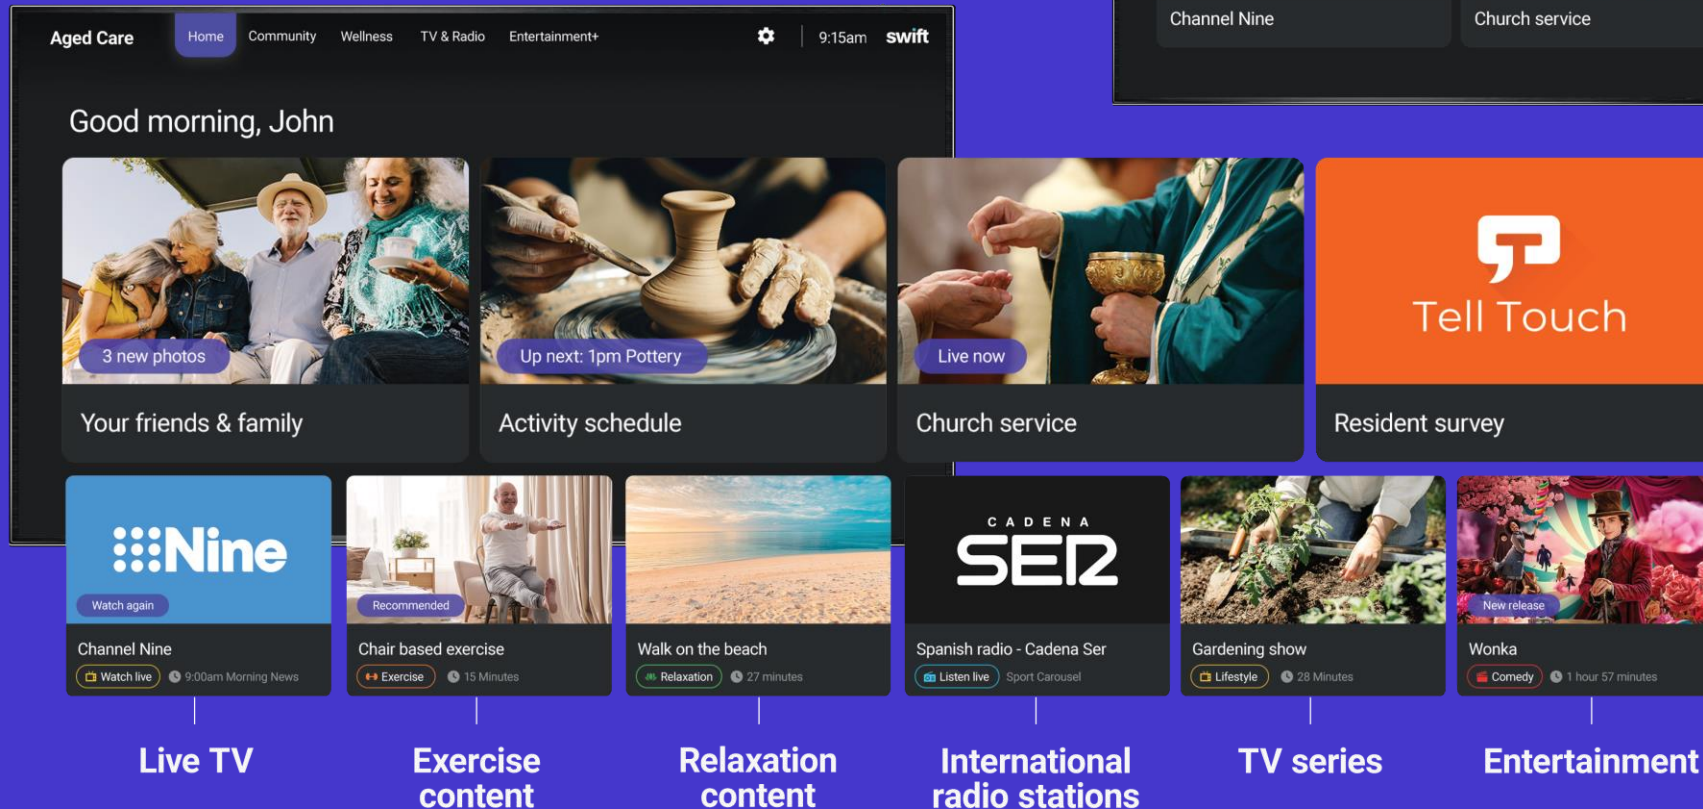 Aged Care
Home
Community
Wellness
TV & Radio
Entertainment+
9:15am
swift
Channel Nine
Church service
Good morning, John
3 new photos
Your friends & family
Up next: 1pm Pottery
Activity schedule
Live now
Church service
Tell Touch
Resident survey
Nine
Watch again
Channel Nine
Watch live
9:00am Morning News
Recommended
Chair based exercise
Exercise
15 Minutes
Walk on the beach
Relaxation
27 minutes
CADENA
SER
Spanish radio - Cadena Ser
Listen live
Sport Carousel
Gardening show
Lifestyle
28 Minutes
New release
Wonka
Comedy
1 hour 57 minutes
Live TV
Exercise
content
Relaxation
content
International
radio stations
TV series
Entertainment